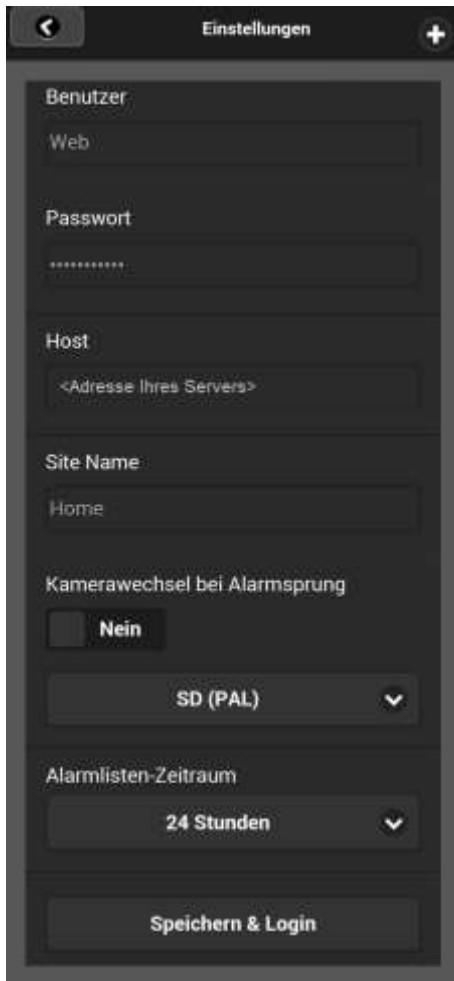 Einstellungen
Benutzer
Web
Passwort
•••••••••••
Host
<Adresse Ihres Servers>
Site Name
Home
Kamerawechsel bei Alarmsprung
Nein
SD (PAL)
Alarmlisten-Zeitraum
24 Stunden
Speichern & Login